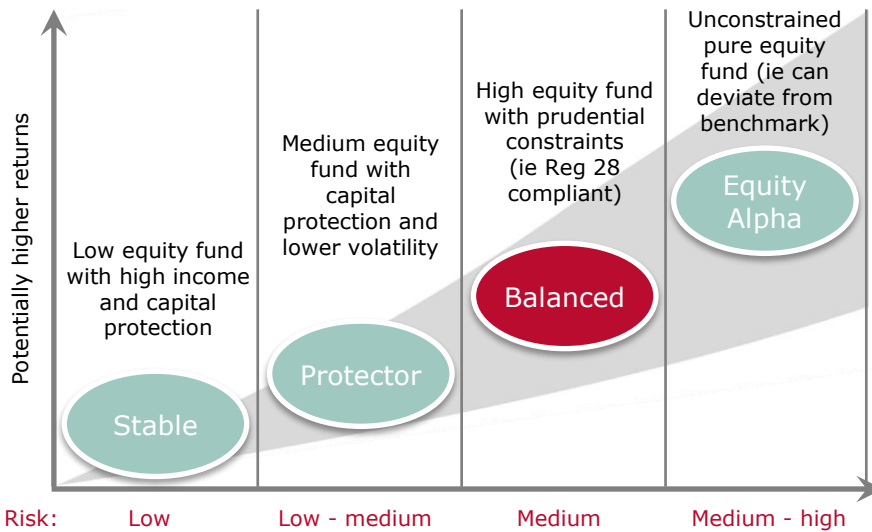 Potentially higher returns
Low equity fund
with high income
and capital
protection
Stable
Medium equity
fund with
capital
protection and
lower volatility
Protector
High equity fund
with prudential
constraints
(ie Reg 28
compliant)
Balanced
Unconstrained
pure equity
fund (ie can
deviate from
benchmark)
Equity
Alpha
Risk: Low Low - medium Medium Medium - high